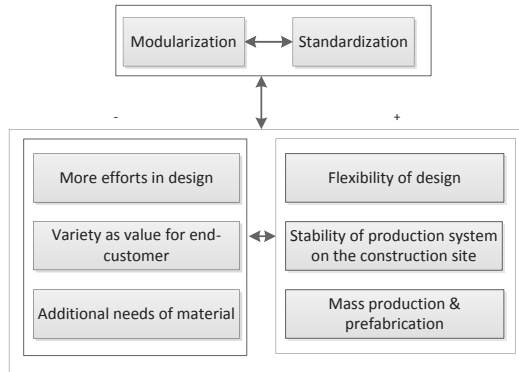 Modularization
Standardization
-
+
More efforts in design
Variety as value for end-
customer
Additional needs of material
Flexibility of design
Stability of production system
on the construction site
Mass production &
prefabrication